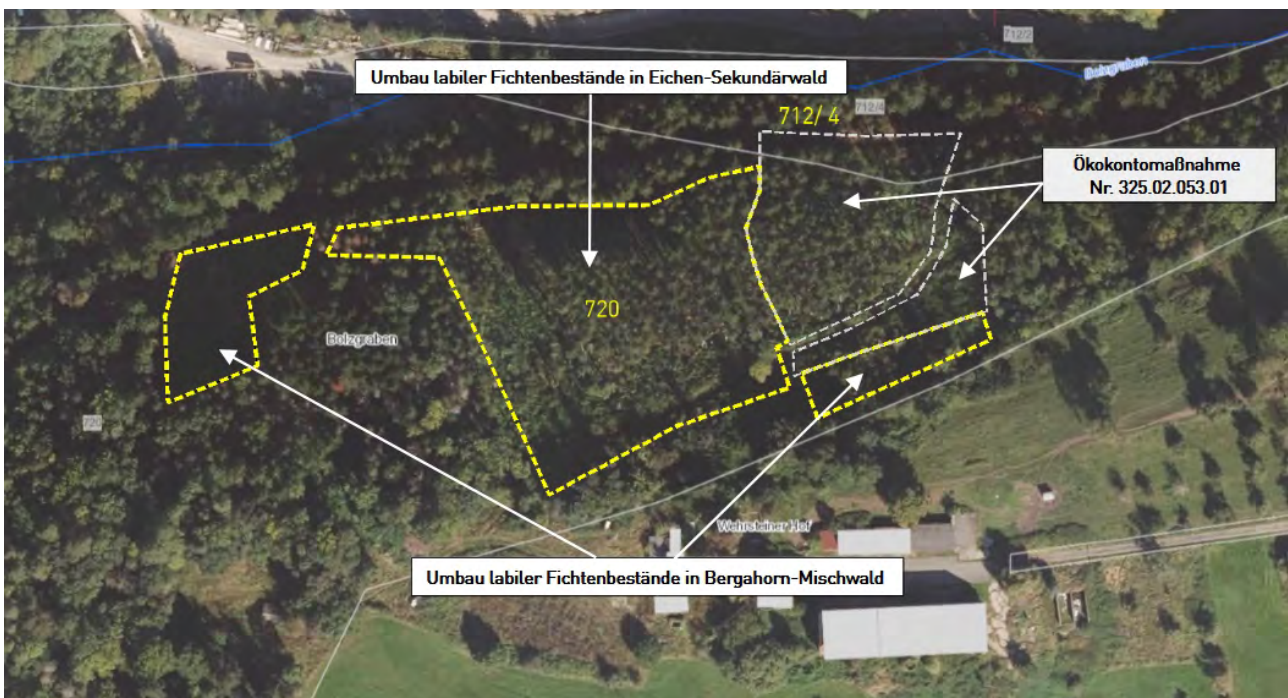 712/2
Bolzgraben
Umbau labiler Fichtenbestände in Eichen-Sekundärwald
712/4
712/ 4
Ökokontomaßnahme
Nr. 325.02.053.01
720
Bolzgraben
720
Wehrsteiner Hof
Umbau labiler Fichtenbestände in Bergahorn-Mischwald